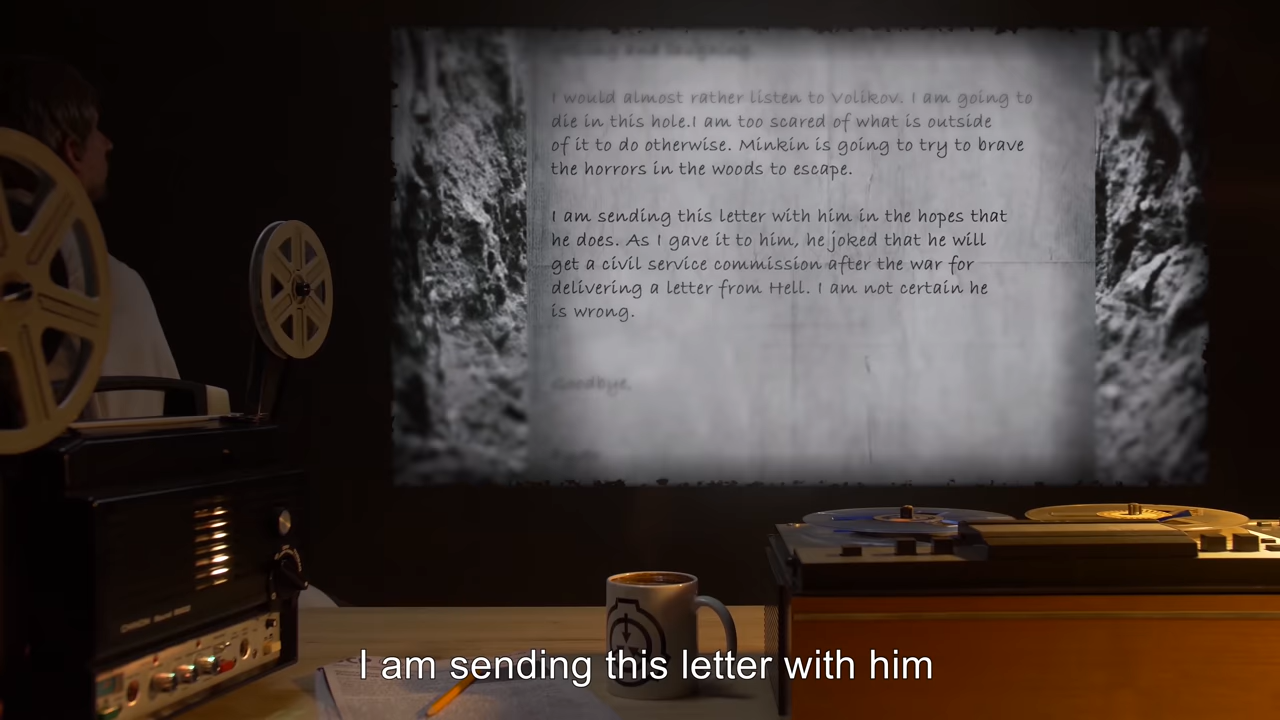 I would almost rather listen to Volikov. I am going to
die in this hole.I am too scared of what is outside
of it to do otherwise. Minkin is going to try to brave
the horrors in the woods to escape.
I am sending this letter with him in the hopes that
he does. As I gave it to him, he joked that he will
get a civil service commission after the war for
delivering a letter from Hell. I am not certain he
is wrong.
Goodbye.
I am sending this letter with him